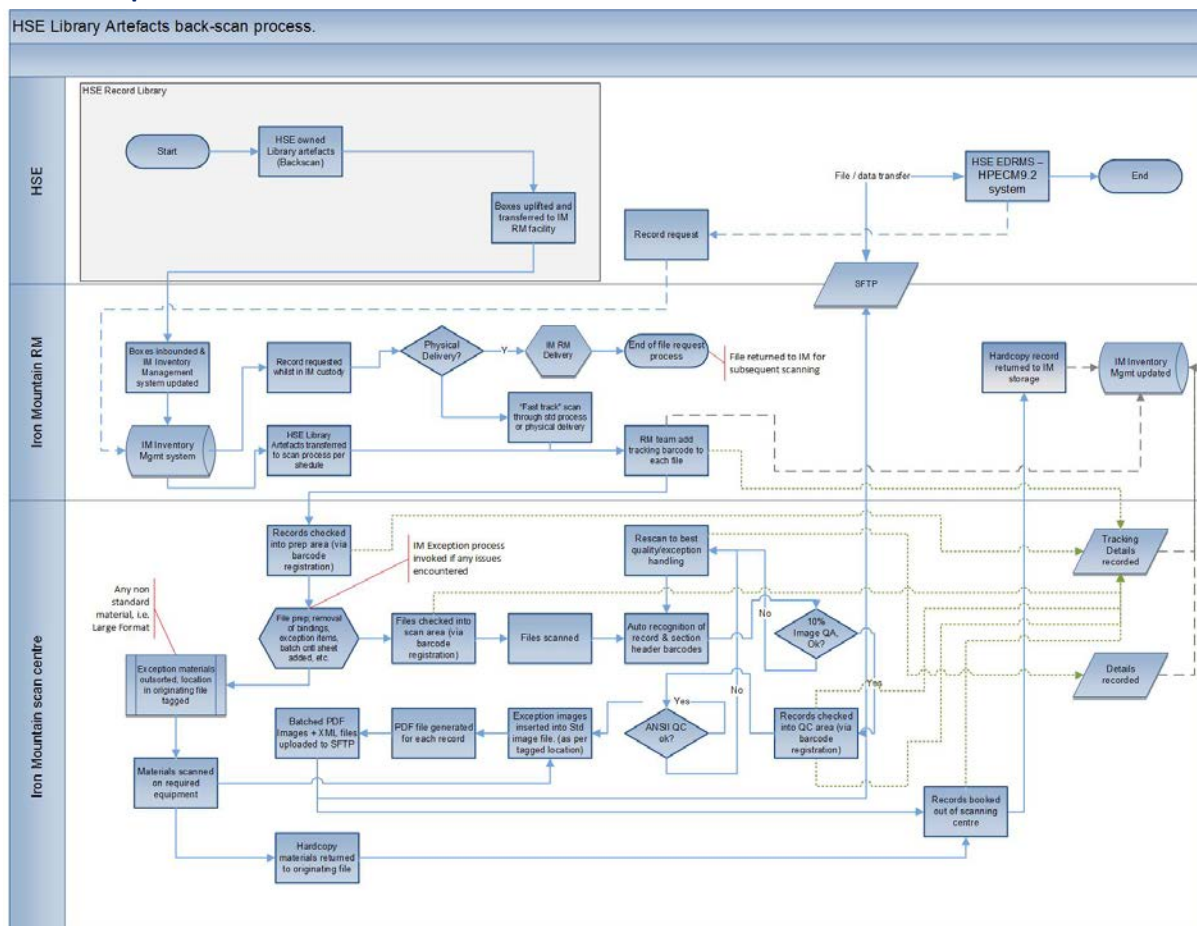 HSE Library Artefacts back-scan process.
HSE
HSE Record Library
Start
HSE owned
Library artefacts
(Backscan)
Boxes uplifted and
transferred to IM
RM facility
Record request
File / data transfer
HSE EDRMS –
HPECM9.2
system
End
SFTP
Iron Mountain RM
Boxes inbounded &
IM Inventory
Management
system updated
Record requested
whilst in IM custody
Physical
Delivery?
Y
IM RM
Delivery
End of file request
process
File returned to IM for
subsequent scanning
Hardcopy record
returned to IM
storage
IM Inventory
Mgmt updated
"Fast track" scan
through std process
or physical delivery
IM Inventory
Mgmt system
HSE Library
Artefacts transferred
to scan process per
shedule
RM team add
tracking barcode to
each file
Iron Mountain scan centre
Records checked
into prep area (via
barcode
registration)
IM Exception process
invoked if any issues
encountered
Rescan to best
quality/exception
handling
Tracking
Details
recorded
Any non
standard
material, i.e.
Large Format
File prep, removal
of bindings,
exception items,
batch cntl sheet
added, etc.
Files checked into
scan area (via
barcode
registration)
Files scanned
Auto recognition of
record & section
header barcodes
No
10%
Image QA,
Ok?
Exception materials
outsorted, location
in originating file
tagged
Details
recorded
Yes
No
Yes
Batched PDF
Images + XML files
uploaded to SFTP
PDF file generated
for each record
Exception images
inserted into Std
image file. (as per
tagged location)
ANSII QC
ok?
Records checked
into QC area (via
barcode
registration)
Materials scanned
on required
equipment
Records booked
out of scanning
centre
Hardcopy
materials returned
to originating file